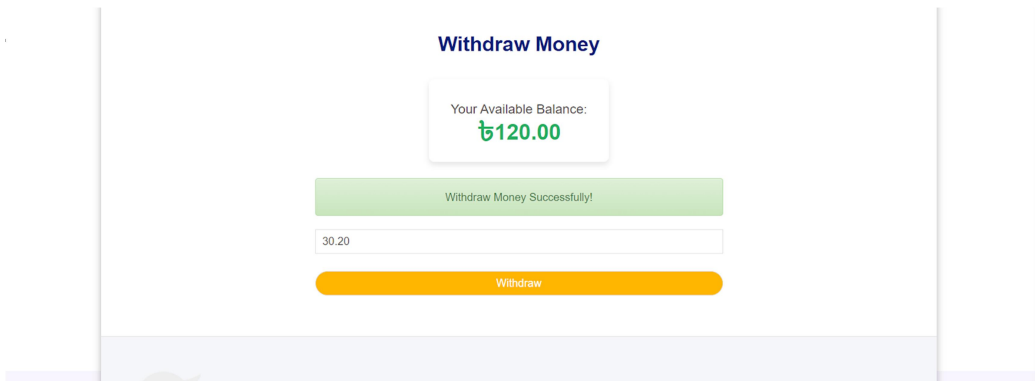 Withdraw Money
Your Available Balance:
৳120.00
Withdraw Money Successfully!
30.20
Withdraw